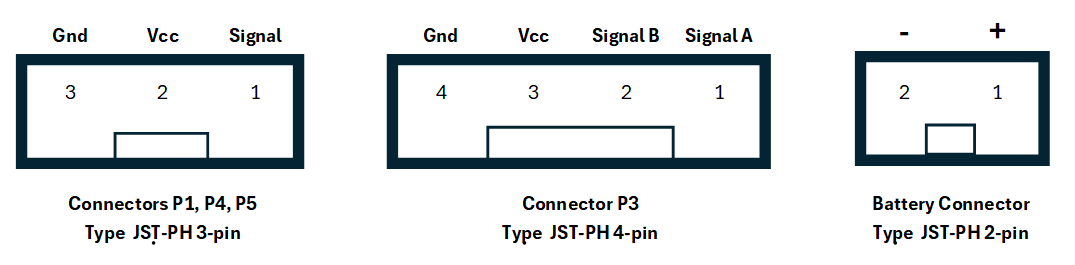 Gnd Vcc Signal
3 2 1
Connectors P1, P4, P5
Type JST-PH 3-pin
Gnd Vcc Signal B Signal A
4 3 2 1
Connector P3
Type JST-PH 4-pin
- +
2 1
Battery Connector
Type JST-PH 2-pin